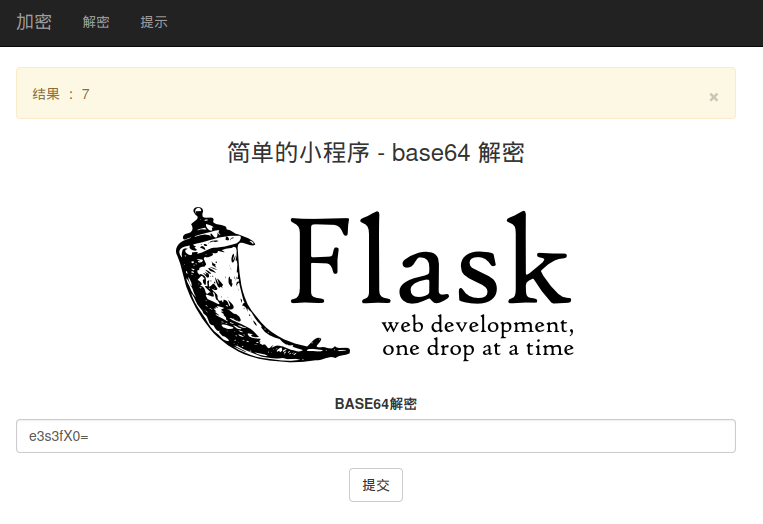 加密 解密 提示
结果 ： 7 ×
简单的小程序 - base64 解密
Flask
web development,
one drop at a time
BASE64解密
e3s3fX0=
提交